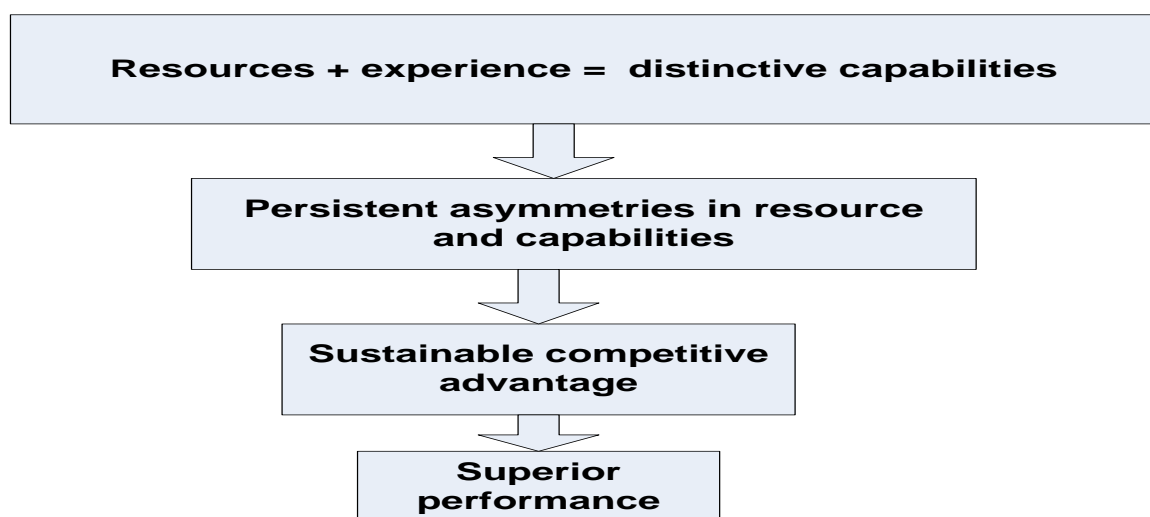 Resources + experience =  distinctive capabilities
Persistent asymmetries in resource
and capabilities
Sustainable competitive
advantage
Superior
performance